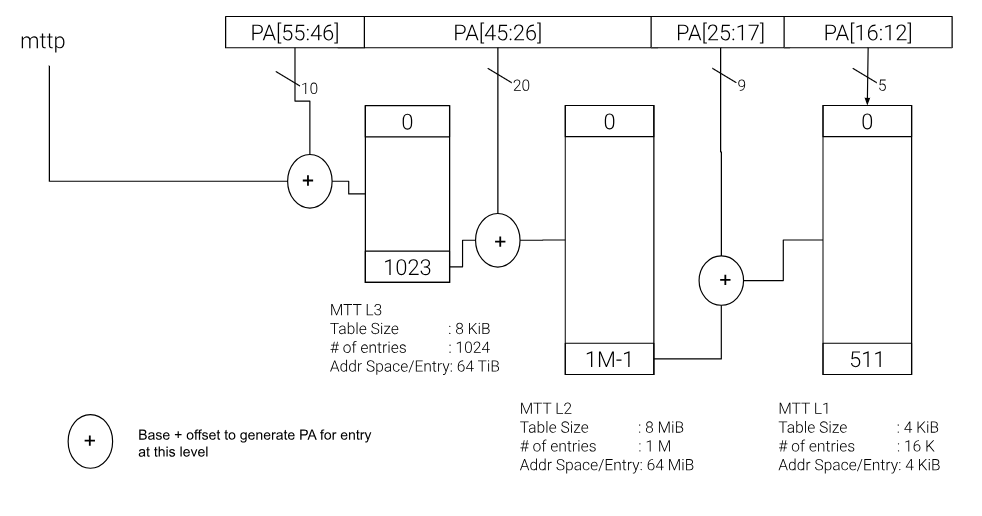 mttp
PA[55:46] PA[45:26] PA[25:17] PA[16:12]
10 20 9 5
0 0 0
+
+
1023
+
MTT L3
Table Size : 8 KiB
# of entries : 1024
Addr Space/Entry: 64 TiB
1M-1 511
MTT L2
Table Size : 8 MiB
# of entries : 1 M
Addr Space/Entry: 64 MiB
MTT L1
Table Size : 4 KiB
# of entries : 16 K
Addr Space/Entry: 4 KiB
+
Base + offset to generate PA for entry
at this level